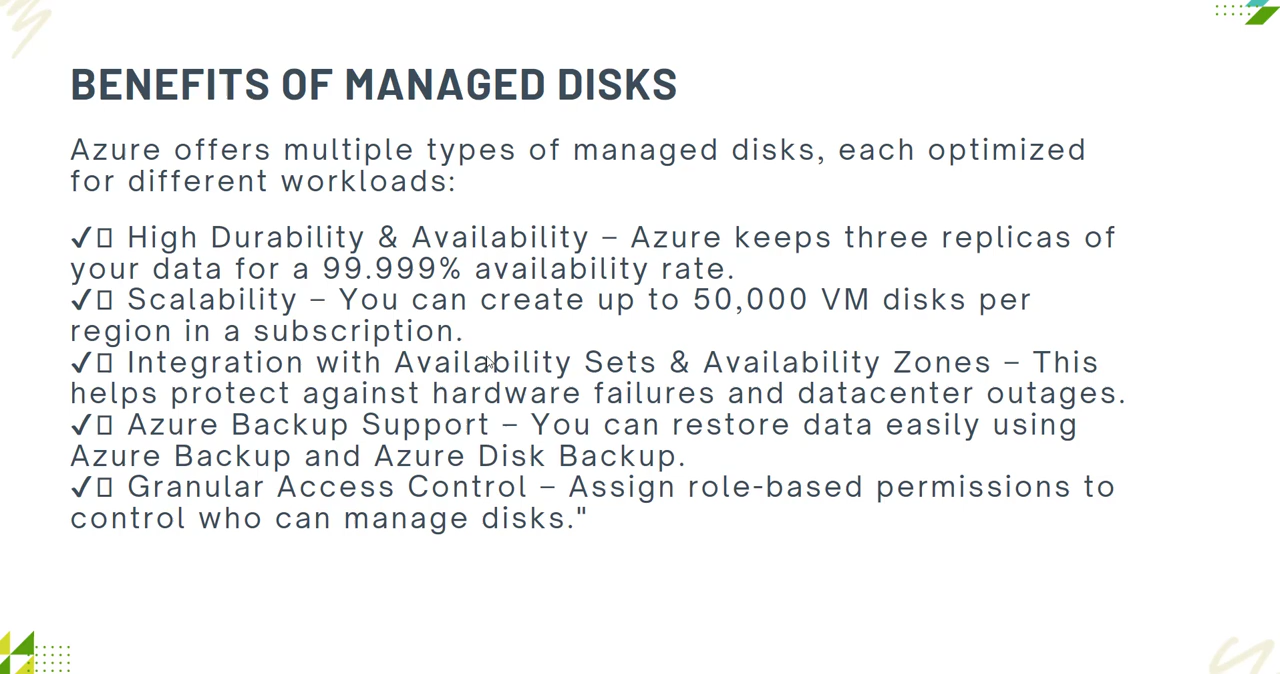 BENEFITS OF MANAGED DISKS
Azure offers multiple types of managed disks, each optimized
for different workloads:
✓▯ High Durability & Availability – Azure keeps three replicas of
your data for a 99.999% availability rate.
✓▯ Scalability – You can create up to 50,000 VM disks per
region in a subscription.
✓▯ Integration with Availability Sets & Availability Zones – This
helps protect against hardware failures and datacenter outages.
✓▯ Azure Backup Support – You can restore data easily using
Azure Backup and Azure Disk Backup.
✓▯ Granular Access Control – Assign role-based permissions to
control who can manage disks."